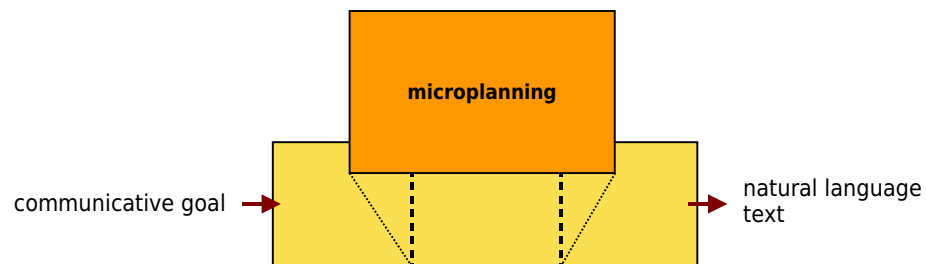 microplanning
communicative goal
natural language
text